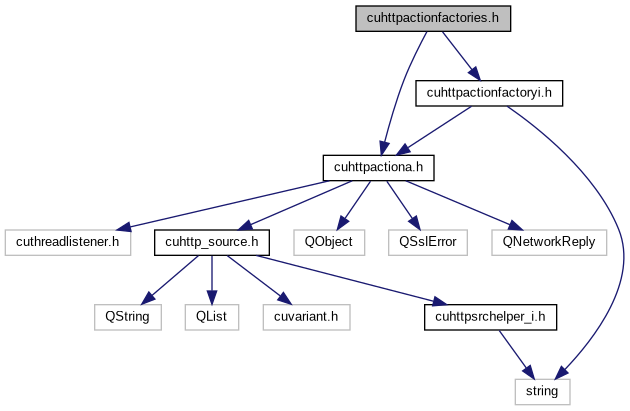 cuhttpactionfactories.h
cuhttpactionfactoryi.h
cuhttpactiona.h
cuthreadlistener.h
cuhttp_source.h
QObject
QSslError
QNetworkReply
QString
QList
cuvariant.h
cuhttpsrchelper_i.h
string